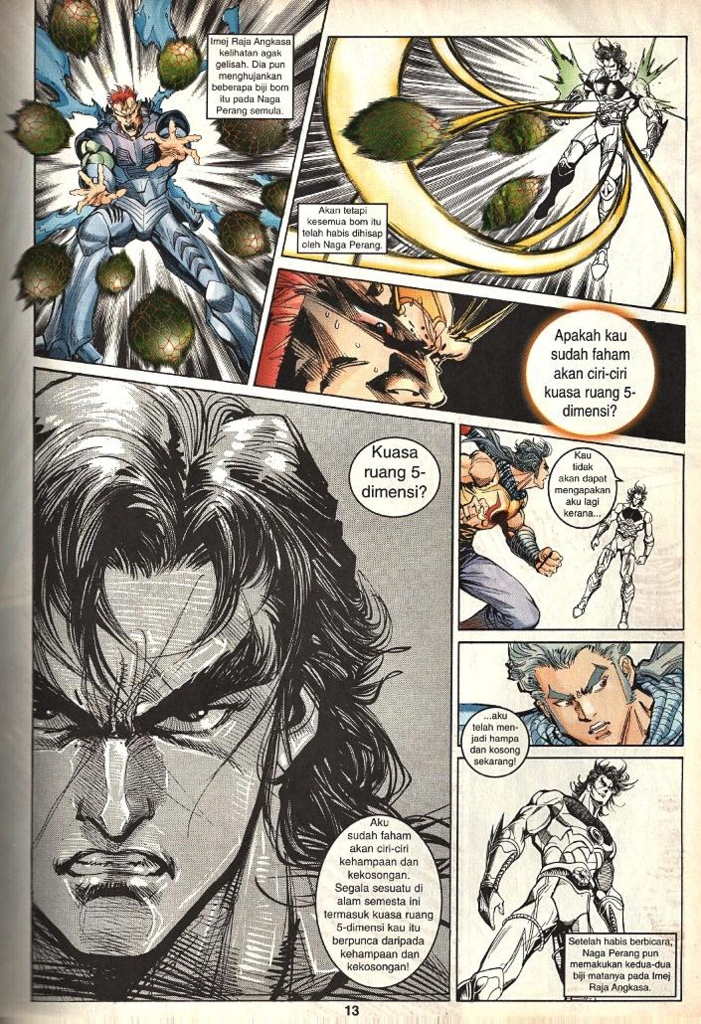 Imej Raja Angkasa
kelihatan agak
gelisah. Dia pun
menghujankan
beberapa biji bom
itu pada Naga
Perang semula.
Akan tetapi
kesemua bom itu
telah habis dihisap
oleh Naga Perang.
Apakah kau
sudah faham
akan ciri-ciri
kuasa ruang 5-
dimensi?
Kuasa
ruang 5-
dimensi?
Kau
tidak
akan dapat
mengapakan
aku lagi
kerana...
...aku
telah men-
jadi hampa
dan kosong
sekarang!
Aku
sudah faham
akan ciri-ciri
kehampaan dan
kekosongan.
Segala sesuatu di
alam semesta ini
termasuk kuasa ruang
5-dimensi kau itu
berpunca daripada
kehampaan dan
kekosongan!
Setelah habis berbicara,
Naga Perang pun
memakukan kedua-dua
biji matanya pada Imej
Raja Angkasa.
13